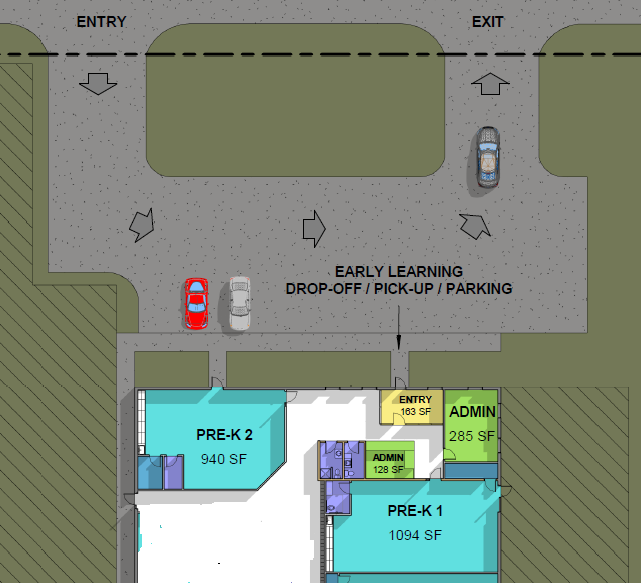 ENTRY
EXIT
EARLY LEARNING
DROP-OFF / PICK-UP / PARKING
ENTRY
163 SF
ADMIN
285 SF
PRE-K 2
940 SF
ADMIN
128 SF
PRE-K 1
1094 SF